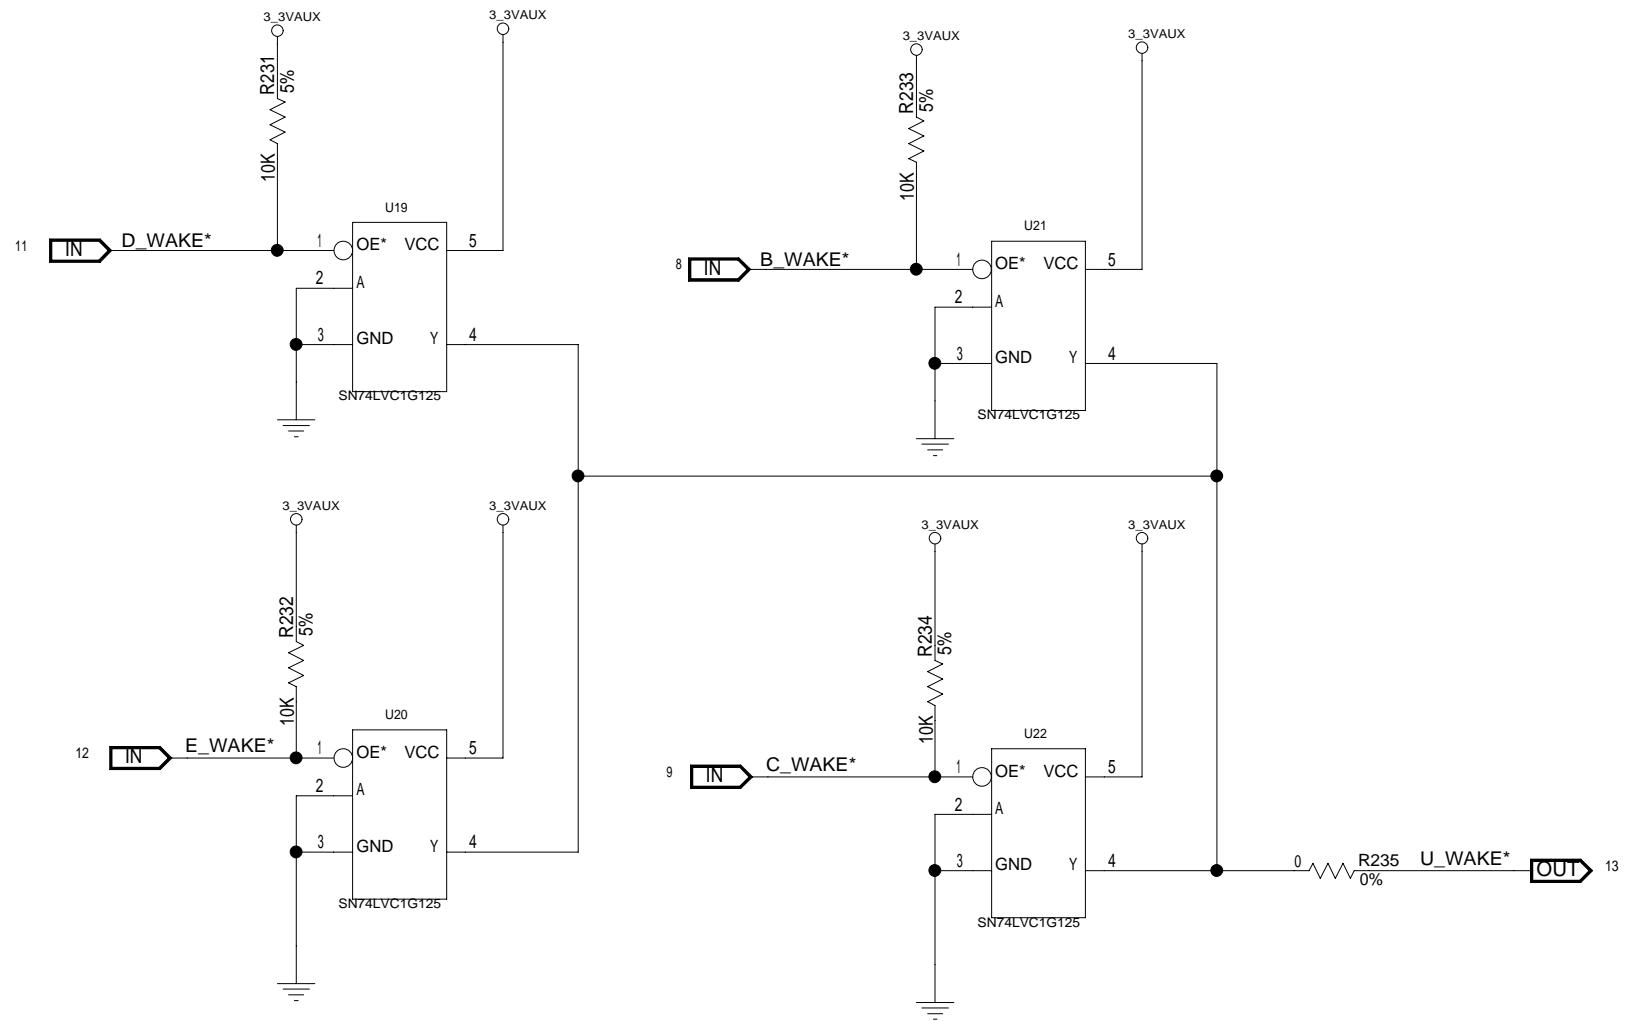 3_3VAUX
3_3VAUX
R231
5%
10K
U19
11
IN
D_WAKE*
1
OE*
VCC
5
2
A
3
GND
Y
4
SN74LVC1G125
3_3VAUX
3_3VAUX
R233
5%
10K
U21
8
IN
B_WAKE*
1
OE*
VCC
5
2
A
3
GND
Y
4
SN74LVC1G125
3_3VAUX
3_3VAUX
R232
5%
10K
U20
12
IN
E_WAKE*
1
OE*
VCC
5
2
A
3
GND
Y
4
SN74LVC1G125
3_3VAUX
3_3VAUX
R234
5%
10K
U22
9
IN
C_WAKE*
1
OE*
VCC
5
2
A
3
GND
Y
4
SN74LVC1G125
0
R235
0%
U_WAKE*
OUT
13